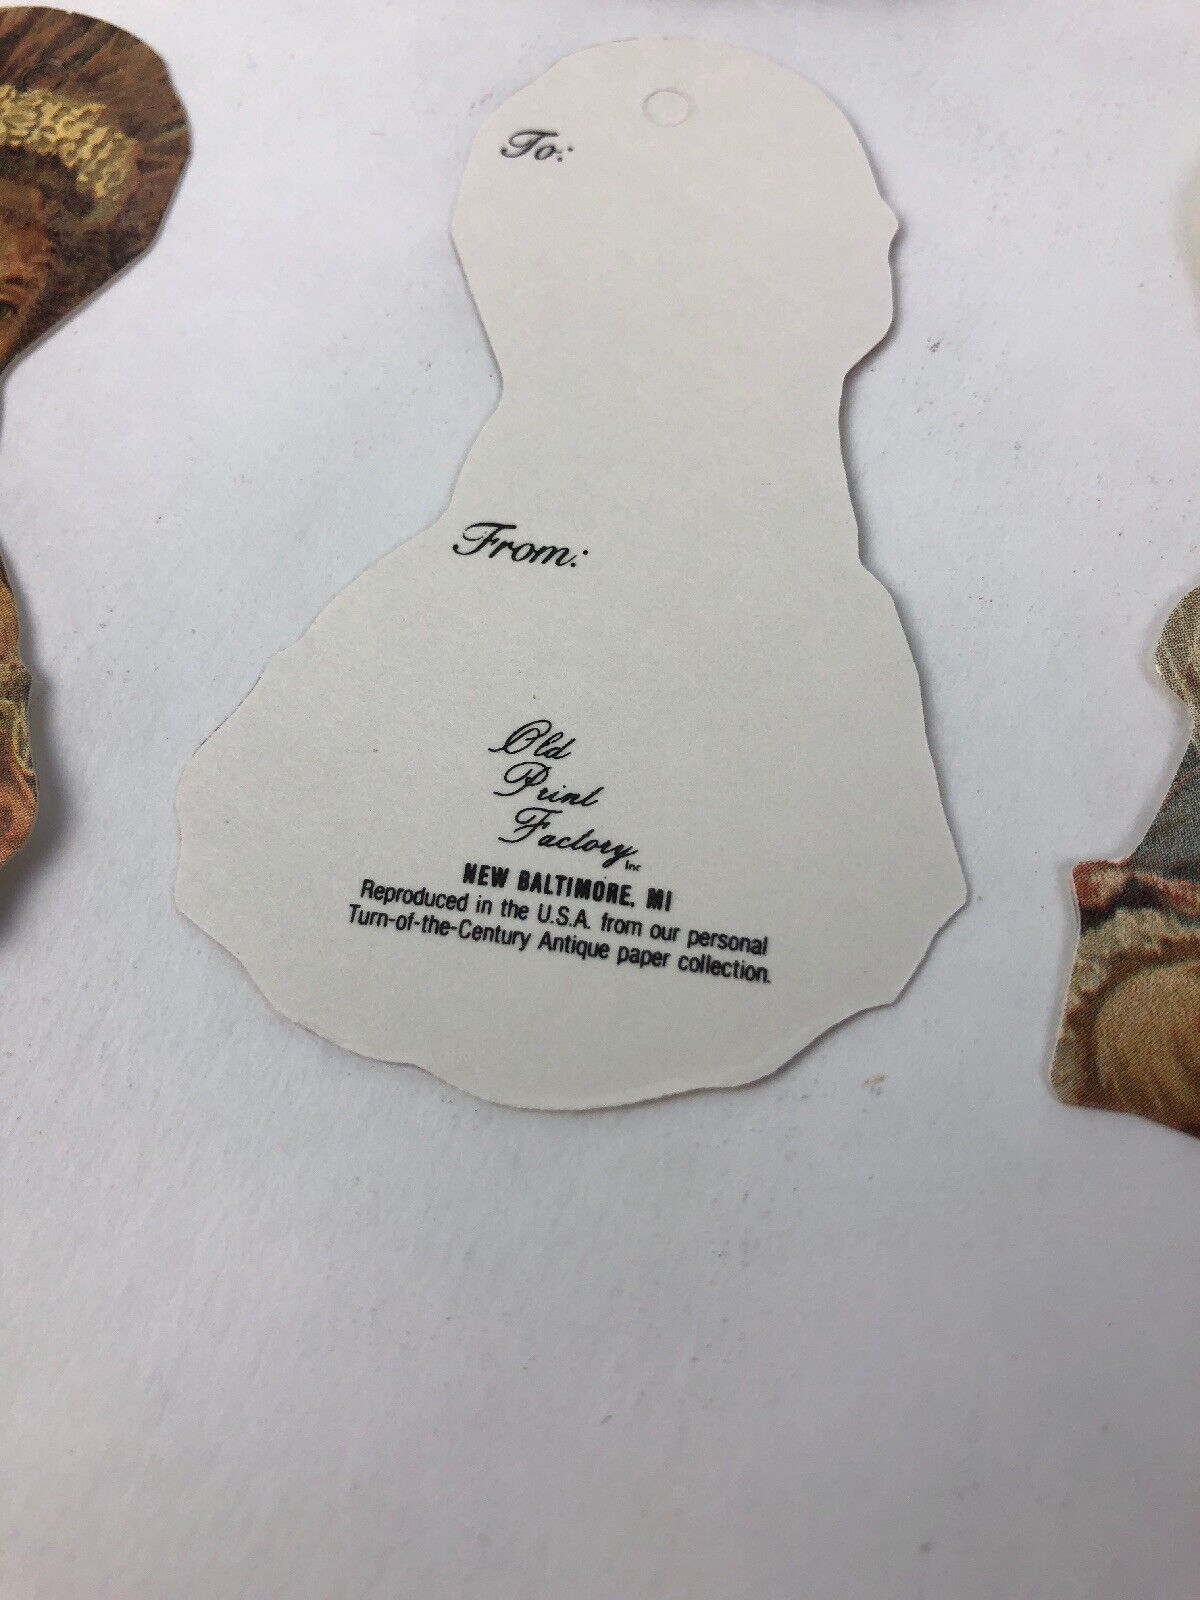 To:
From:
Old
Print
Factory Inc
NEW BALTIMORE, MI
Reproduced in the U.S.A. from our personal
Turn-of-the-Century Antique paper collection.